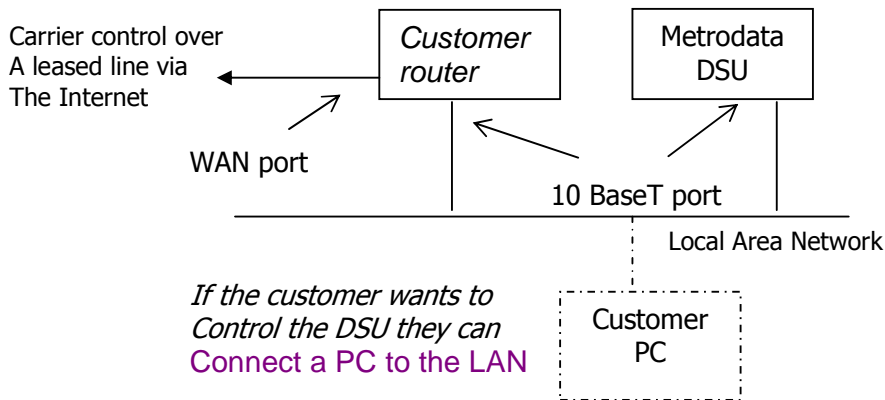 Carrier control over
A leased line via
The Internet
Customer
router
Metrodata
DSU
WAN port
10 BaseT port
Local Area Network
If the customer wants to
Control the DSU they can
Connect a PC to the LAN
Customer
PC